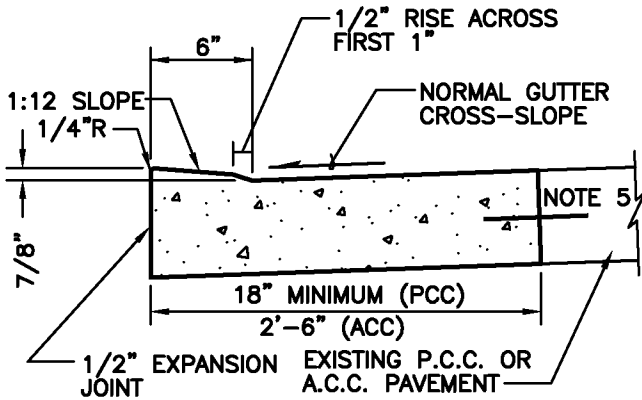 1/2" RISE ACROSS
FIRST 1"
6"
1:12 SLOPE
1/4"R
NORMAL GUTTER
CROSS-SLOPE
NOTE 5
7/8"
18" MINIMUM (PCC)
2'-6" (ACC)
1/2" EXPANSION
JOINT
EXISTING P.C.C. OR
A.C.C. PAVEMENT